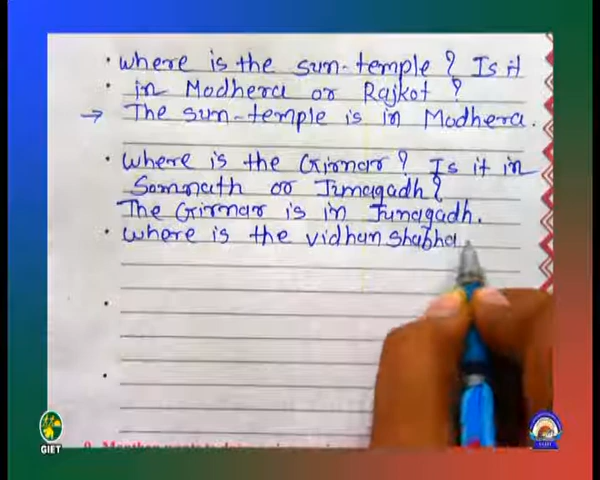 • where is the sun-temple ? Is it
• in Modhera or Rajkot ?
→ The sun-temple is in Modhera.
• where is the Girnar? Is it in
Somnath or Junagadh?
The Girnar is in Junagadh.
• where is the vidhan shabha
GIET